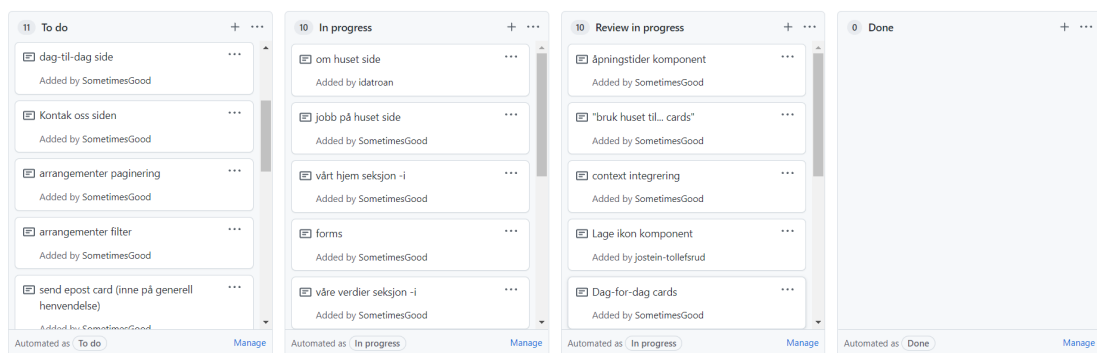 11 To do
dag-til-dag side
Added by SometimesGood
Kontak oss siden
Added by SometimesGood
arrangementer paginering
Added by SometimesGood
arrangementer filter
Added by SometimesGood
send epost card (inne på generell
henvendelse)
Added by SometimesGood
Automated as To do Manage
10 In progress
om huset side
Added by idatroan
jobb på huset side
Added by SometimesGood
vårt hjem seksjon -i
Added by SometimesGood
forms
Added by SometimesGood
våre verdier seksjon -i
Added by SometimesGood
Automated as In progress Manage
10 Review in progress
åpningstider komponent
Added by SometimesGood
"bruk huset til... cards"
Added by SometimesGood
context integrering
Added by SometimesGood
Lage ikon komponent
Added by jostein-tollefsrud
Dag-for-dag cards
Added by SometimesGood
Automated as In progress Manage
0 Done
Automated as Done Manage